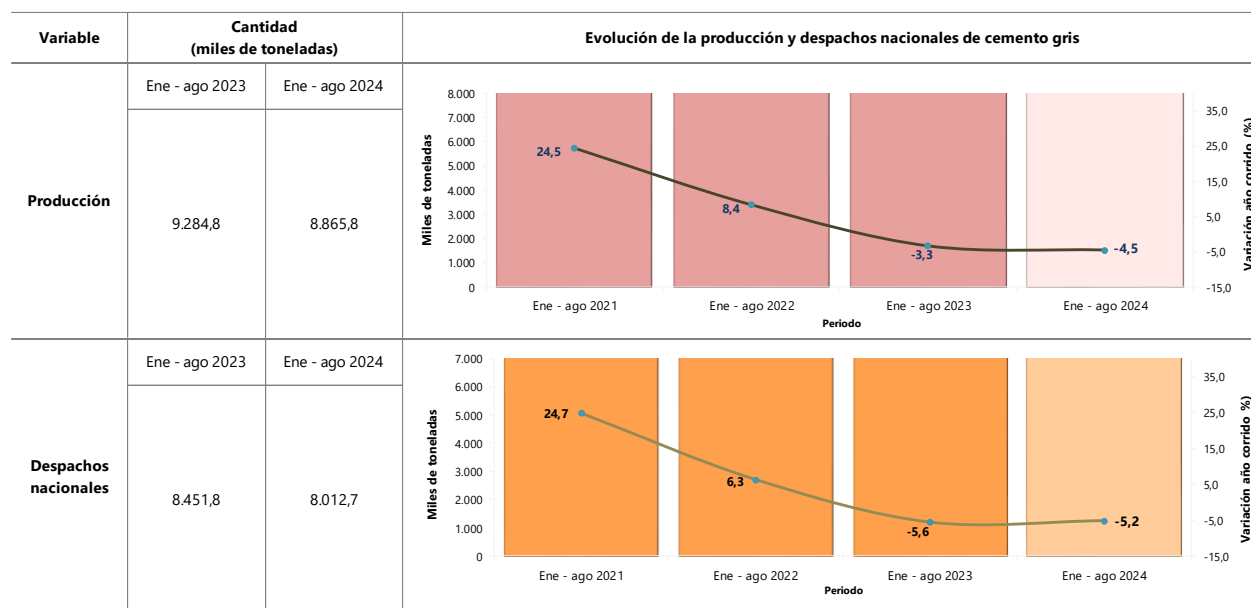 Variable
Cantidad
(miles de toneladas)
Evolución de la producción y despachos nacionales de cemento gris
Producción
Ene - ago 2023
Ene - ago 2024
9.284,8
8.865,8
Miles de toneladas
8.000
7.000
6.000
5.000
4.000
3.000
2.000
1.000
0
24,5
8,4
-3,3
-4,5
35,0
25,0
15,0
5,0
-5,0
-15,0
Variación año corrido (%)
Ene - ago 2021
Ene - ago 2022
Ene - ago 2023
Ene - ago 2024
Periodo
Despachos
nacionales
Ene - ago 2023
Ene - ago 2024
8.451,8
8.012,7
Miles de toneladas
7.000
6.000
5.000
4.000
3.000
2.000
1.000
0
24,7
6,3
-5,6
-5,2
35,0
25,0
15,0
5,0
-5,0
-15,0
Variación año corrido %)
Ene - ago 2021
Ene - ago 2022
Ene - ago 2023
Ene - ago 2024
Periodo